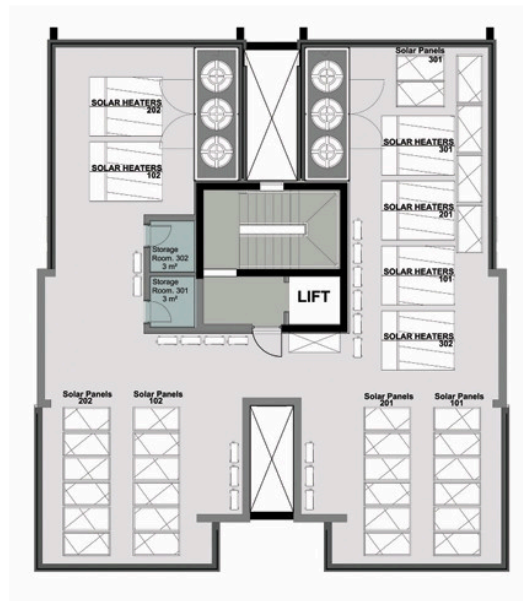 Solar Panels
301
SOLAR HEATERS
202
SOLAR HEATERS
102
SOLAR HEATERS
301
SOLAR HEATERS
201
SOLAR HEATERS
101
SOLAR HEATERS
302
Storage
Room. 302
3 m²
Storage
Room. 301
3 m²
LIFT
Solar Panels
202
Solar Panels
102
Solar Panels
201
Solar Panels
101